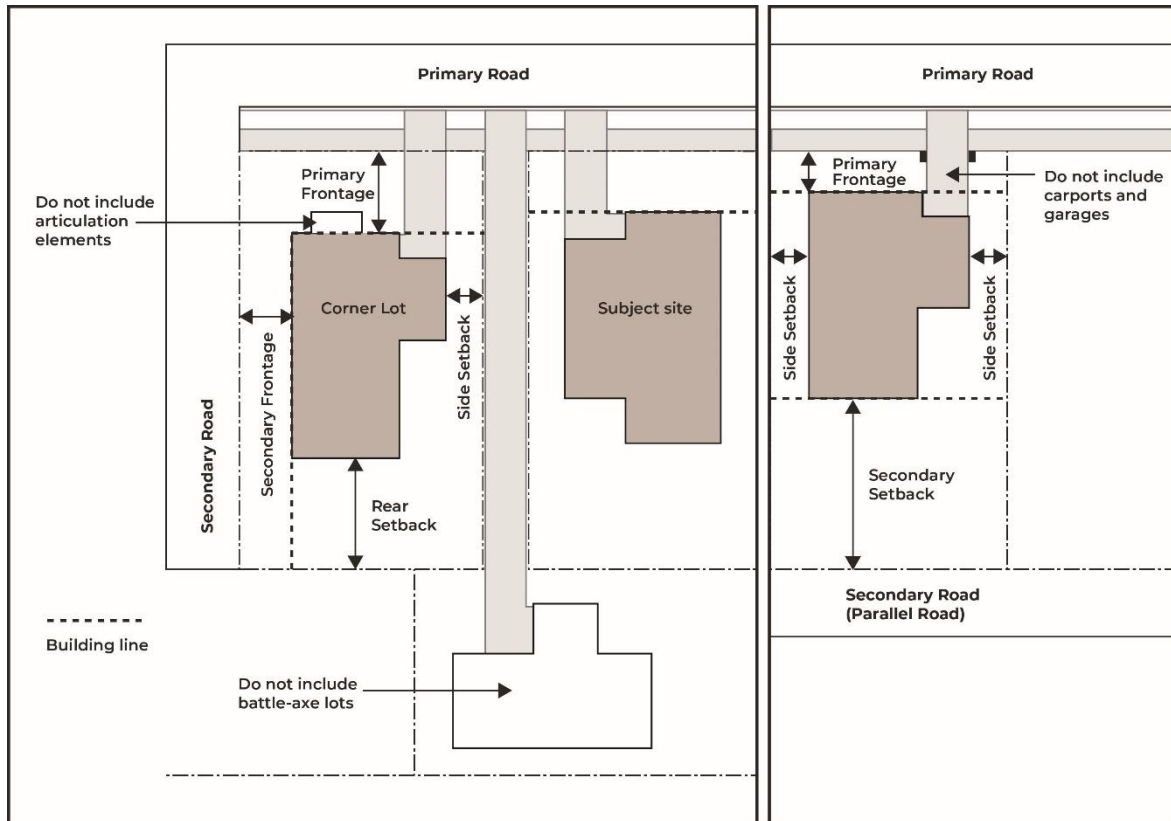 Primary Road
Primary
Frontage
Do not include
articulation
elements
Corner Lot
Side Setback
Subject site
Secondary Frontage
Secondary Road
Rear
Setback
Building line
Do not include
battle-axe lots
Primary Road
Primary
Frontage
Do not include
carports and
garages
Side Setback
Side Setback
Secondary
Setback
Secondary Road
(Parallel Road)